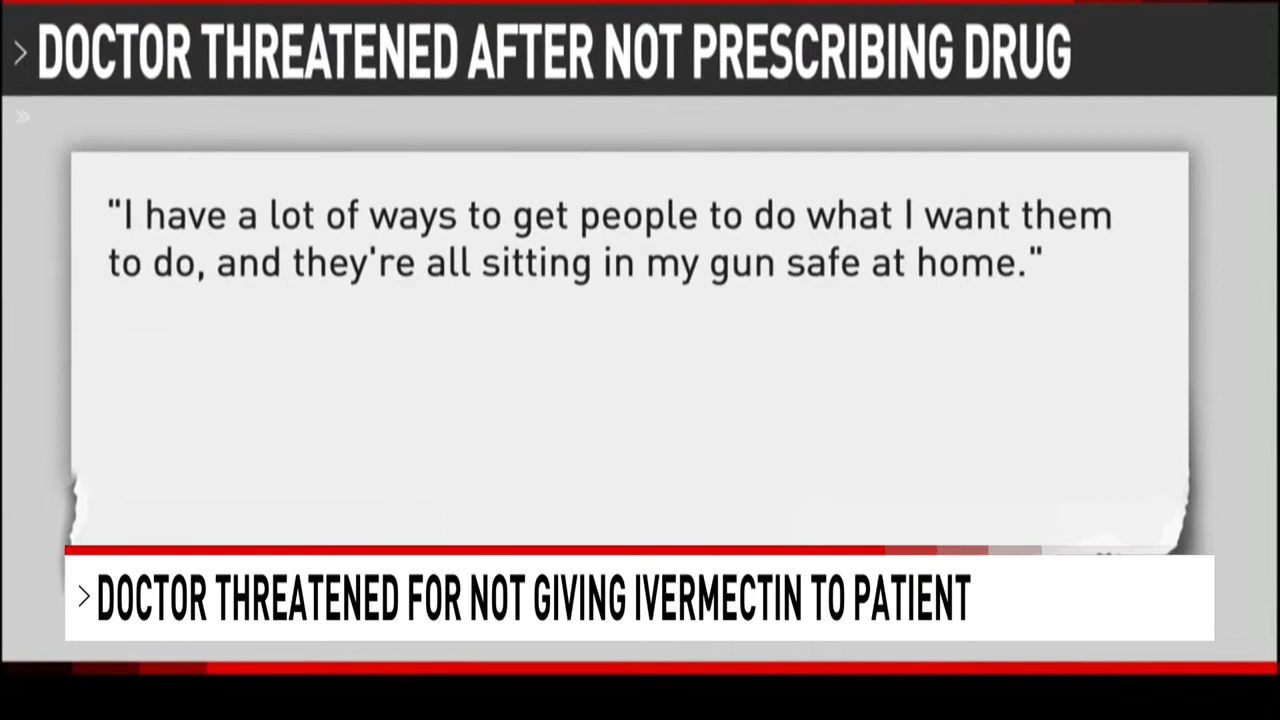 > DOCTOR THREATENED AFTER NOT PRESCRIBING DRUG
»
"I have a lot of ways to get people to do what I want them
to do, and they're all sitting in my gun safe at home."
> DOCTOR THREATENED FOR NOT GIVING IVERMECTIN TO PATIENT